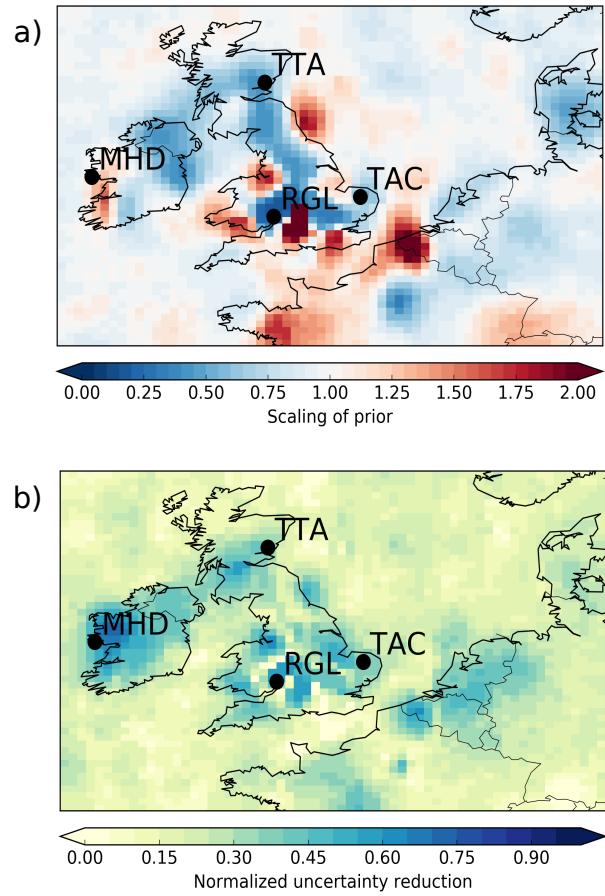 a)
TTA
MHD
TAC
RGL
0.00 0.25 0.50 0.75 1.00 1.25 1.50 1.75 2.00
Scaling of prior
b)
TTA
MHD
TAC
RGL
0.00 0.15 0.30 0.45 0.60 0.75 0.90
Normalized uncertainty reduction